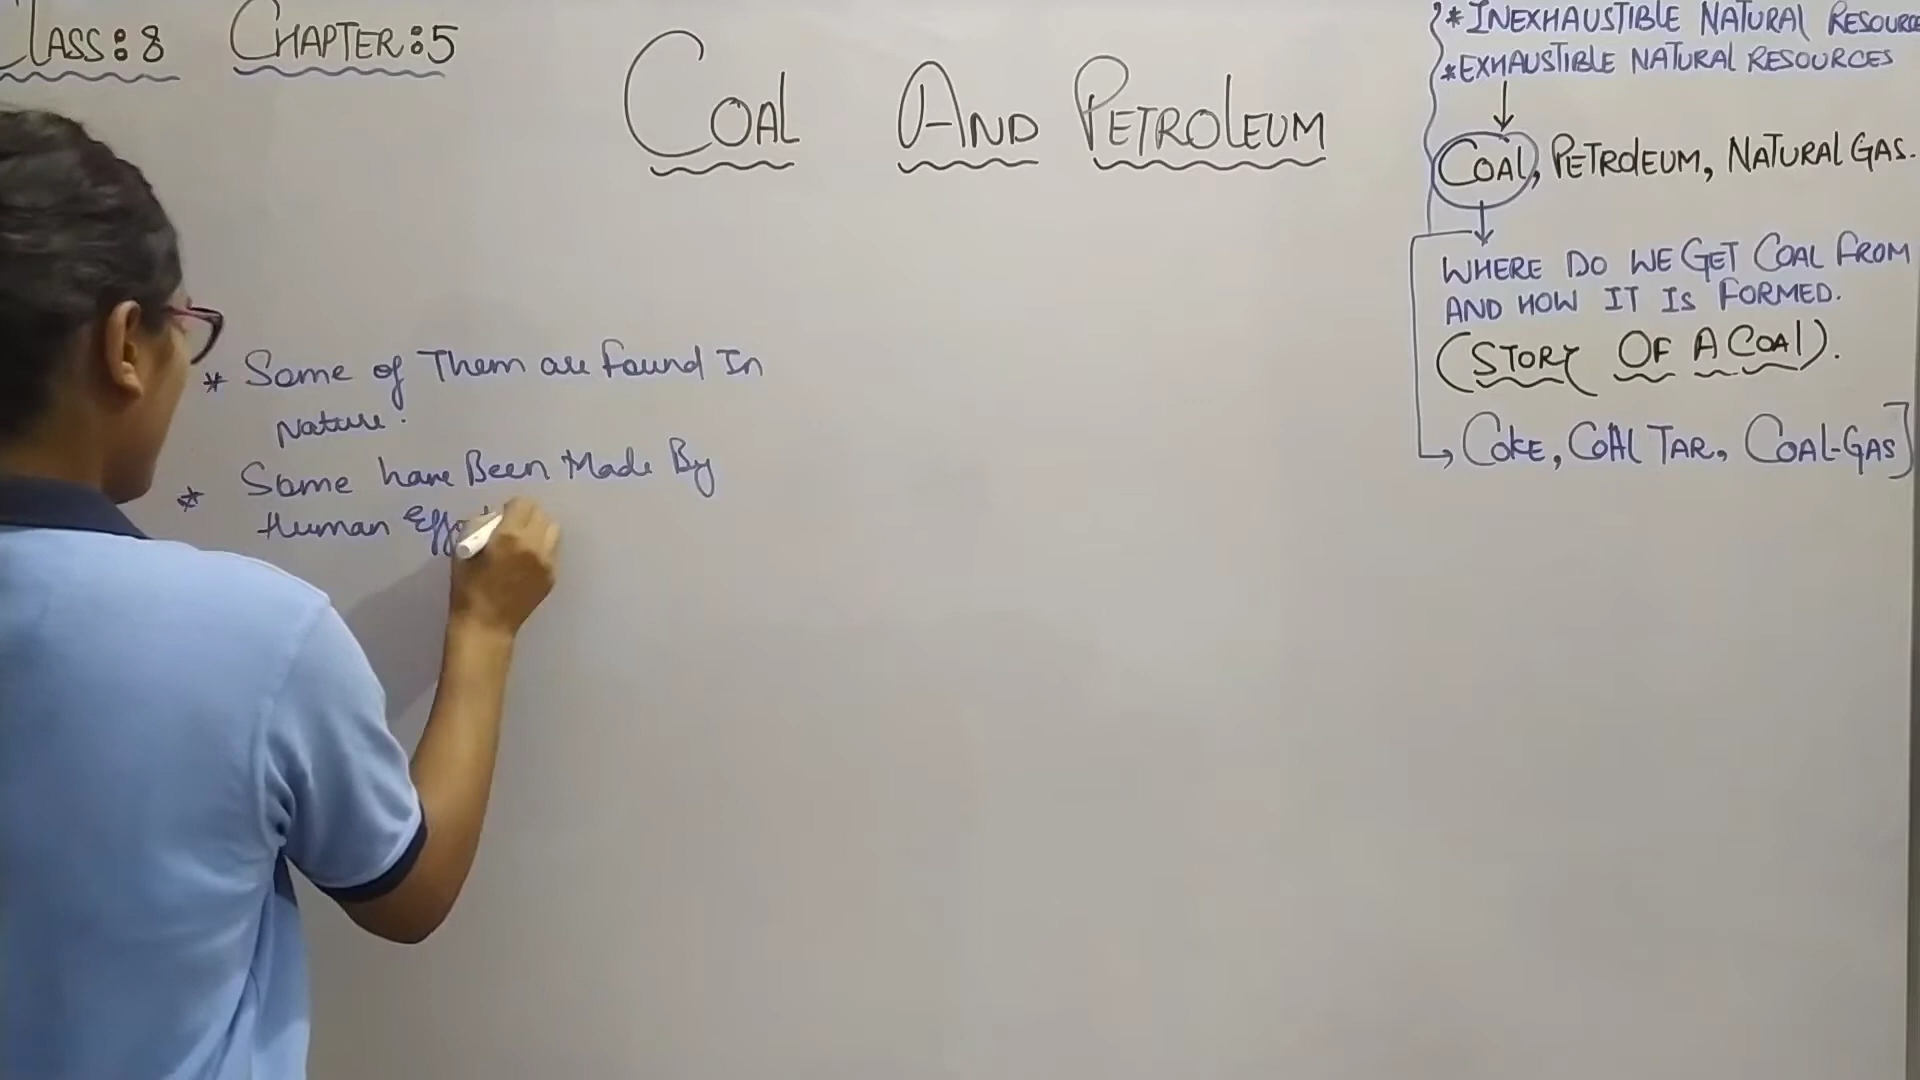 CLASS:8 CHAPTER:5
COAL AND PETROLEUM
* Some of Them are Found In
Nature.
* Some have Been Made By
Human
* INEXHAUSTIBLE NATURAL
* EXHAUSTIBLE NATURAL RESOURCES
COAL, PETROLEUM, NATURAL GAS.
WHERE DO WE GET COAL FROM
AND HOW IT IS FORMED.
(STORY OF A COAL).
COKE, COAL TAR, COAL-GAS]